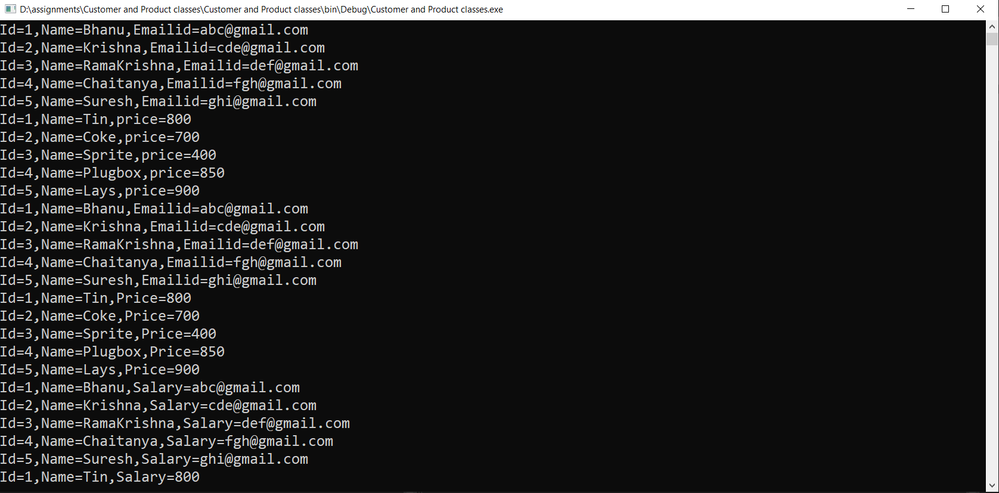 D:\assignments\Customer and Product classes\Customer and Product classes\bin\Debug\Customer and Product classes.exe
Id=1,Name=Bhanu,Emailid=abc@gmail.com
Id=2,Name=Krishna,Emailid=cde@gmail.com
Id=3,Name=RamaKrishna,Emailid=def@gmail.com
Id=4,Name=Chaitanya,Emailid=fgh@gmail.com
Id=5,Name=Suresh,Emailid=ghi@gmail.com
Id=1,Name=Tin,price=800
Id=2,Name=Coke,price=700
Id=3,Name=Sprite,price=400
Id=4,Name=Plugbox,price=850
Id=5,Name=Lays,price=900
Id=1,Name=Bhanu,Emailid=abc@gmail.com
Id=2,Name=Krishna,Emailid=cde@gmail.com
Id=3,Name=RamaKrishna,Emailid=def@gmail.com
Id=4,Name=Chaitanya,Emailid=fgh@gmail.com
Id=5,Name=Suresh,Emailid=ghi@gmail.com
Id=1,Name=Tin,Price=800
Id=2,Name=Coke,Price=700
Id=3,Name=Sprite,Price=400
Id=4,Name=Plugbox,Price=850
Id=5,Name=Lays,Price=900
Id=1,Name=Bhanu,Salary=abc@gmail.com
Id=2,Name=Krishna,Salary=cde@gmail.com
Id=3,Name=RamaKrishna,Salary=def@gmail.com
Id=4,Name=Chaitanya,Salary=fgh@gmail.com
Id=5,Name=Suresh,Salary=ghi@gmail.com
Id=1,Name=Tin,Salary=800